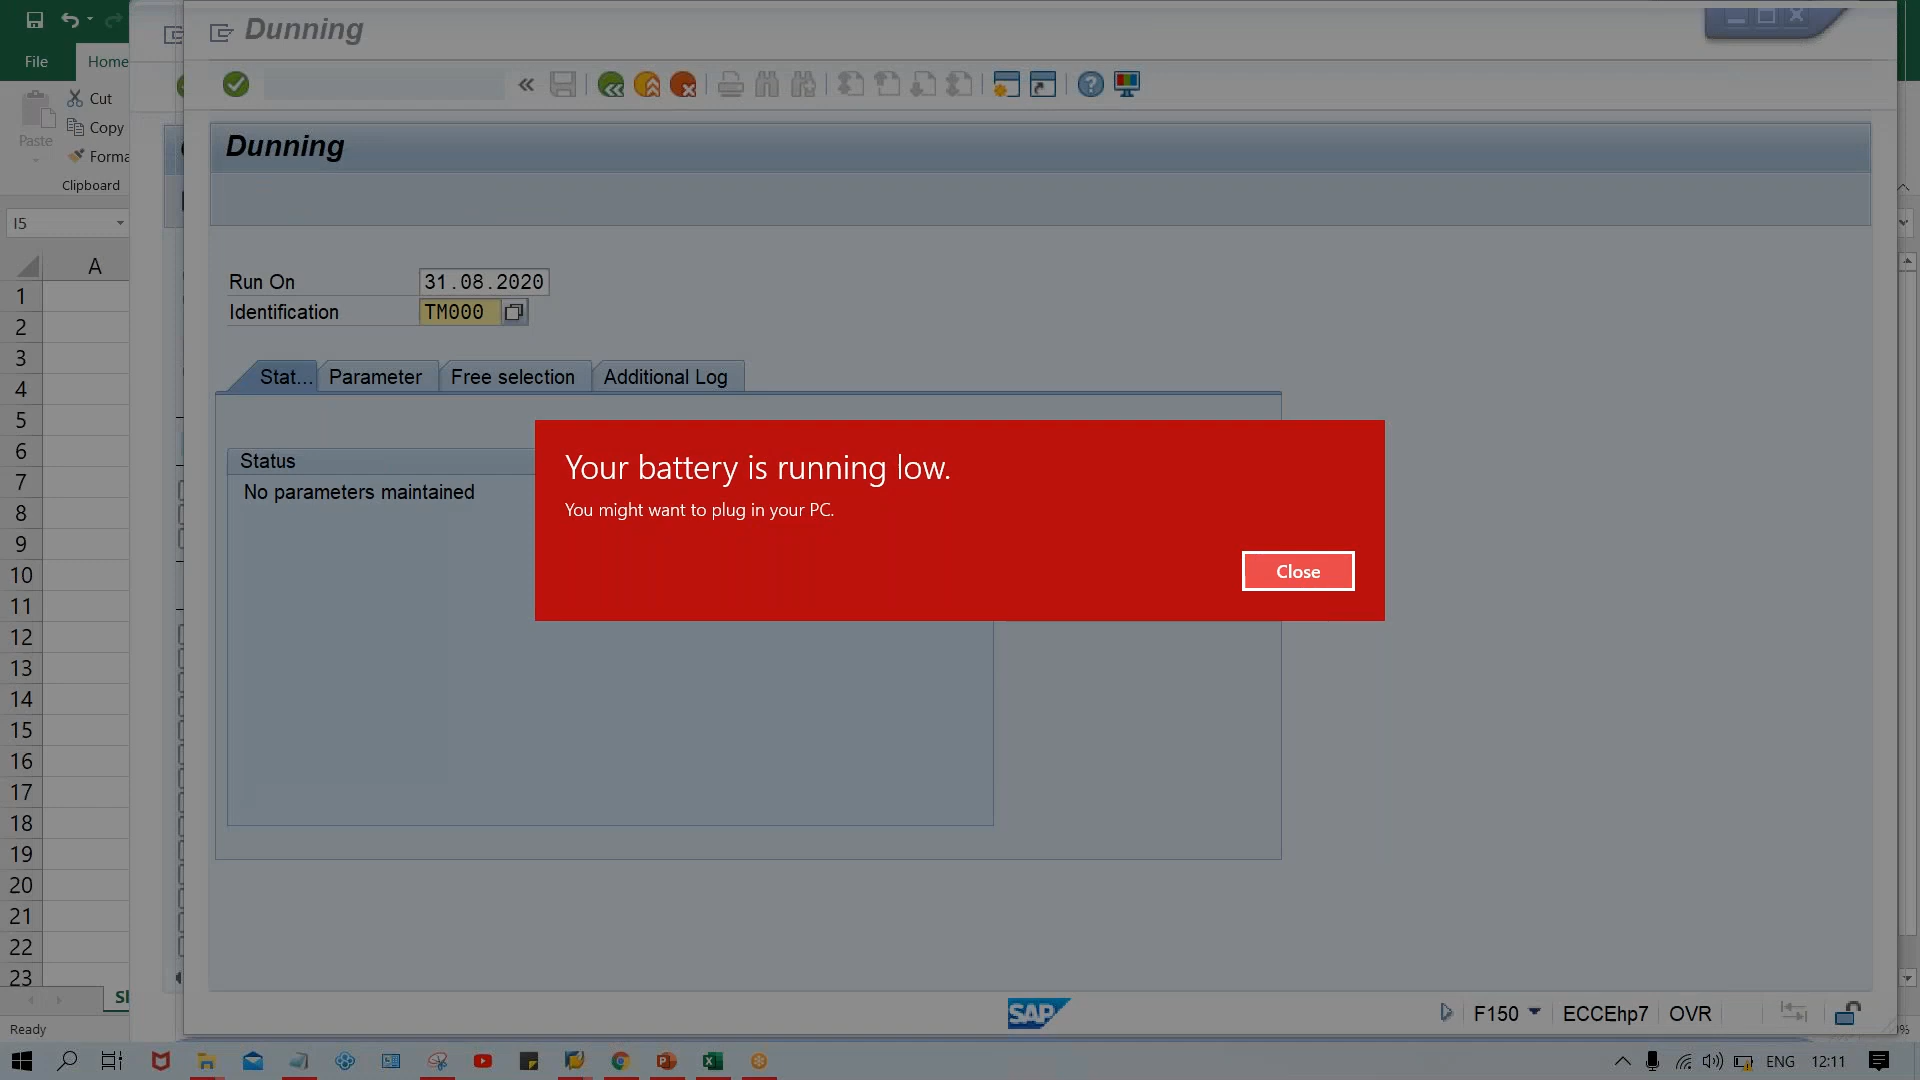 Dunning
File
Home
Cut
Copy
Forma
Paste
Clipboard
Dunning
I5
A
Run On 31.08.2020
Identification TM000
Stat... Parameter Free selection Additional Log
Status
No parameters maintained
Your battery is running low.
You might want to plug in your PC.
Close
1
2
3
4
5
6
7
8
9
10
11
12
13
14
15
16
17
18
19
20
21
22
23
Ready
SAP
F150 ECCEhp7 OVR
ENG 12:11